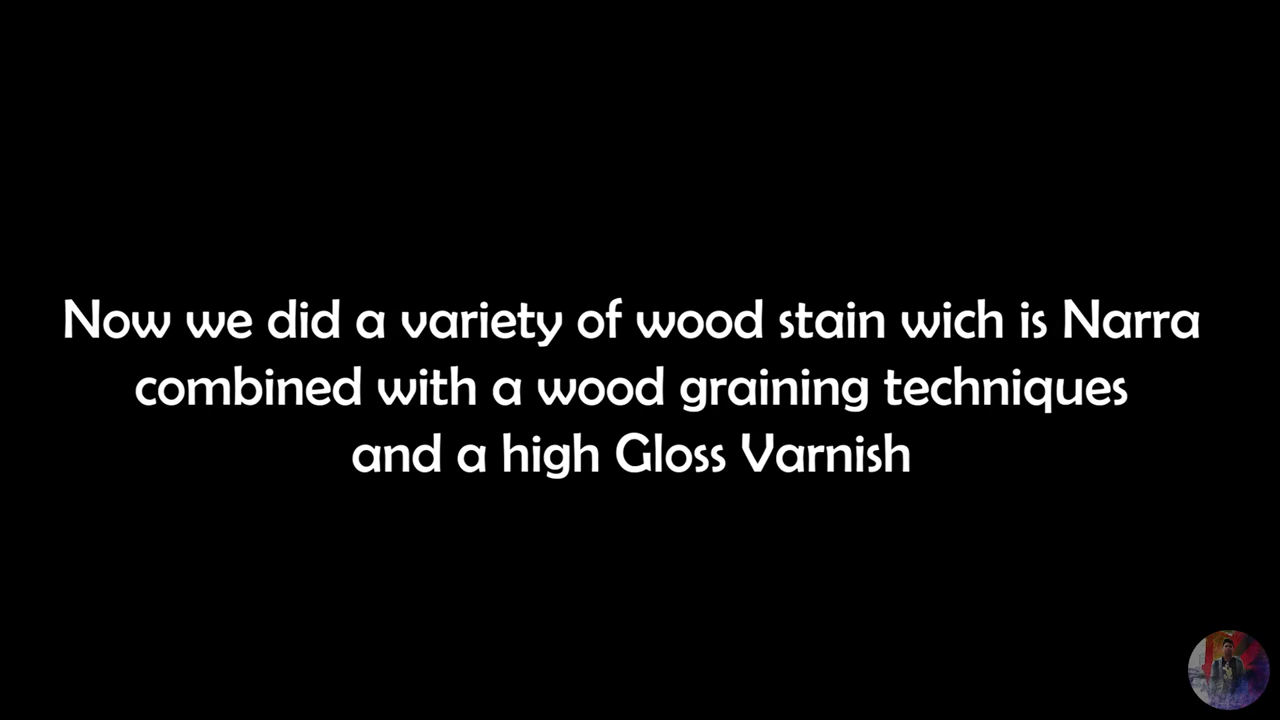 Now we did a variety of wood stain wich is Narra
combined with a wood graining techniques
and a high Gloss Varnish